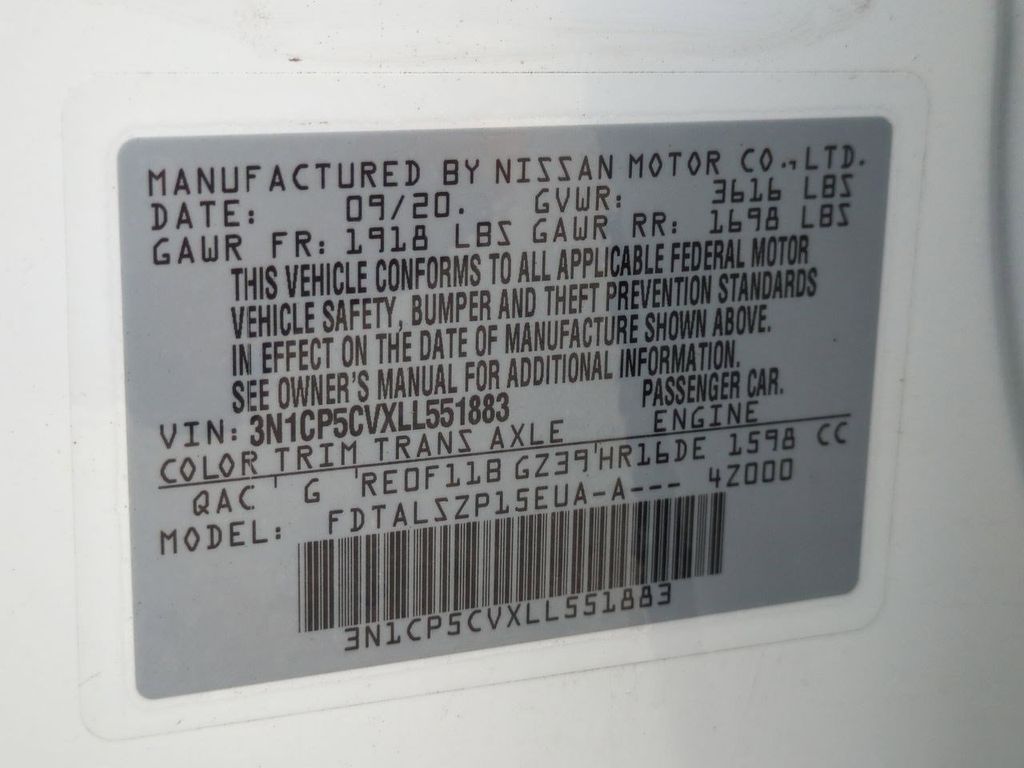 MANUFACTURED BY NISSAN MOTOR CO., LTD.
DATE: 09/20. GVWR: 3616 LBS
GAWR FR: 1918 LBS GAWR RR: 1698 LBS
THIS VEHICLE CONFORMS TO ALL APPLICABLE FEDERAL MOTOR
VEHICLE SAFETY, BUMPER AND THEFT PREVENTION STANDARDS
IN EFFECT ON THE DATE OF MANUFACTURE SHOWN ABOVE.
SEE OWNER'S MANUAL FOR ADDITIONAL INFORMATION.
PASSENGER CAR.
VIN: 3N1CP5CVXLL551883
COLOR TRIM TRANS AXLE ENGINE
QAC ' G ' RE0F11B GZ39 ' HR16DE 1598 CC
MODEL: FDTALSZP15EUA-A--- 4Z000
3N1CP5CVXLL551883